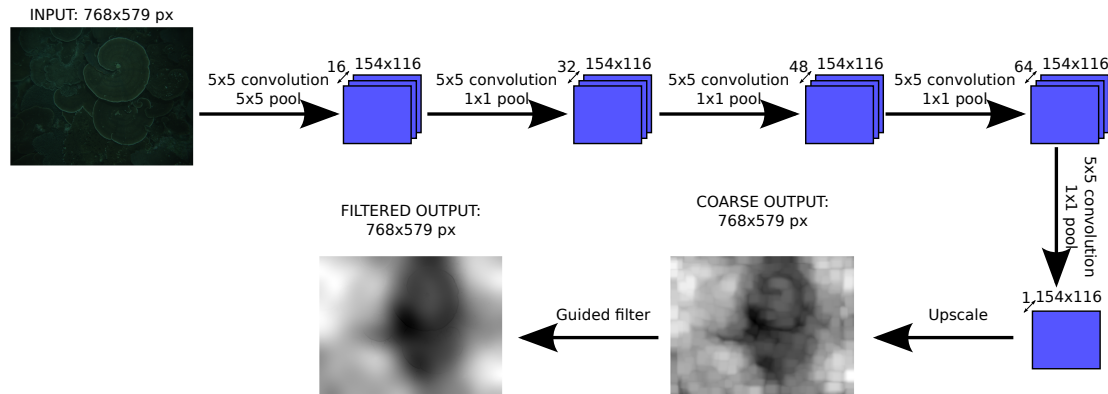 INPUT: 768x579 px
5x5 convolution
5x5 pool
16
154x116
5x5 convolution
1x1 pool
32
154x116
5x5 convolution
1x1 pool
48
154x116
5x5 convolution
1x1 pool
64
154x116
5x5 convolution
1x1 pool
1
154x116
Upscale
COARSE OUTPUT:
768x579 px
Guided filter
FILTERED OUTPUT:
768x579 px